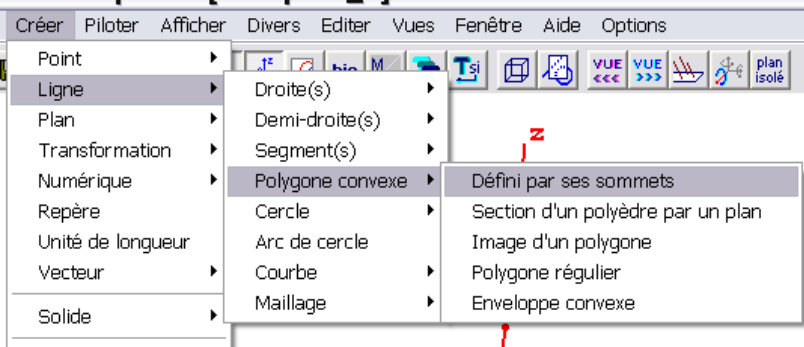 Créer Piloter Afficher Divers Editer Vues Fenêtre Aide Options
VUE <<< VUE >>> plan isolé
Tsi
Point
Ligne
Plan
Transformation
Numérique
Repère
Unité de longueur
Vecteur
Solide
Droite(s)
Demi-droite(s)
Segment(s)
Polygone convexe
Cercle
Arc de cercle
Courbe
Maillage
z
Défini par ses sommets
Section d'un polyèdre par un plan
Image d'un polygone
Polygone régulier
Enveloppe convexe